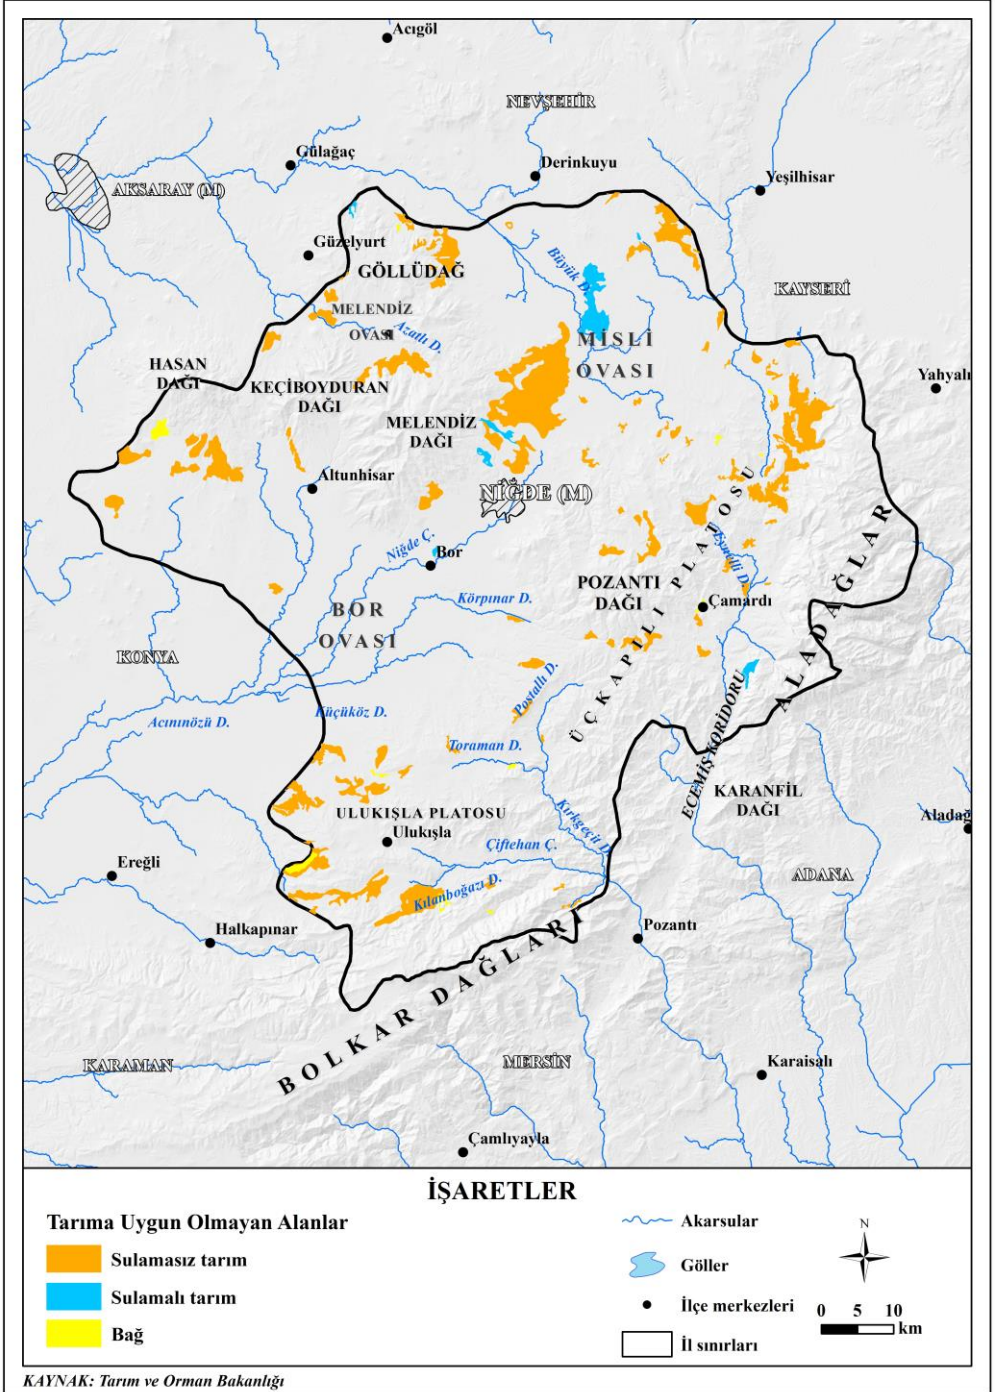 Acıgöl
NEVŞEHİR
Gülağaç
Derinkuyu
Yeşilhisar
AKSARAY (M)
Güzelyurt
GÖLLÜDAĞ
Büyük D.
KAYSERİ
MELENDİZ
OVASI
Azatlı D.
MİSLİ
OVASI
HASAN
DAĞI
KEÇİBOYDURAN
DAĞI
Yahyalı
MELENDİZ
DAĞI
Altunhisar
NİĞDE (M)
Niğde Ç.
Bor
Eynelli D.
ÜÇKAPILI PLATOSU
ALADAĞLAR
POZANTI
DAĞI
Çamardı
Körpınar D.
BOR
OVASI
KONYA
Postallı D.
ECEMİŞ KORİDORU
Acınınözü D.
Küçüköz D.
Toraman D.
KARANFİL
DAĞI
ULUKIŞLA PLATOSU
Ulukışla
Kırkgeçit D.
Aladağ
Çiftehan Ç.
Ereğli
ADANA
Kılanboğazı D.
Halkapınar
Pozantı
BOLKAR DAĞLARI
KARAMAN
MERSİN
Karaisalı
Çamlıyayla
İŞARETLER
Tarıma Uygun Olmayan Alanlar
Sulamasız tarım
Sulamalı tarım
Bağ
Akarsular
Göller
İlçe merkezleri
İl sınırları
N
0 5 10
km
KAYNAK: Tarım ve Orman Bakanlığı